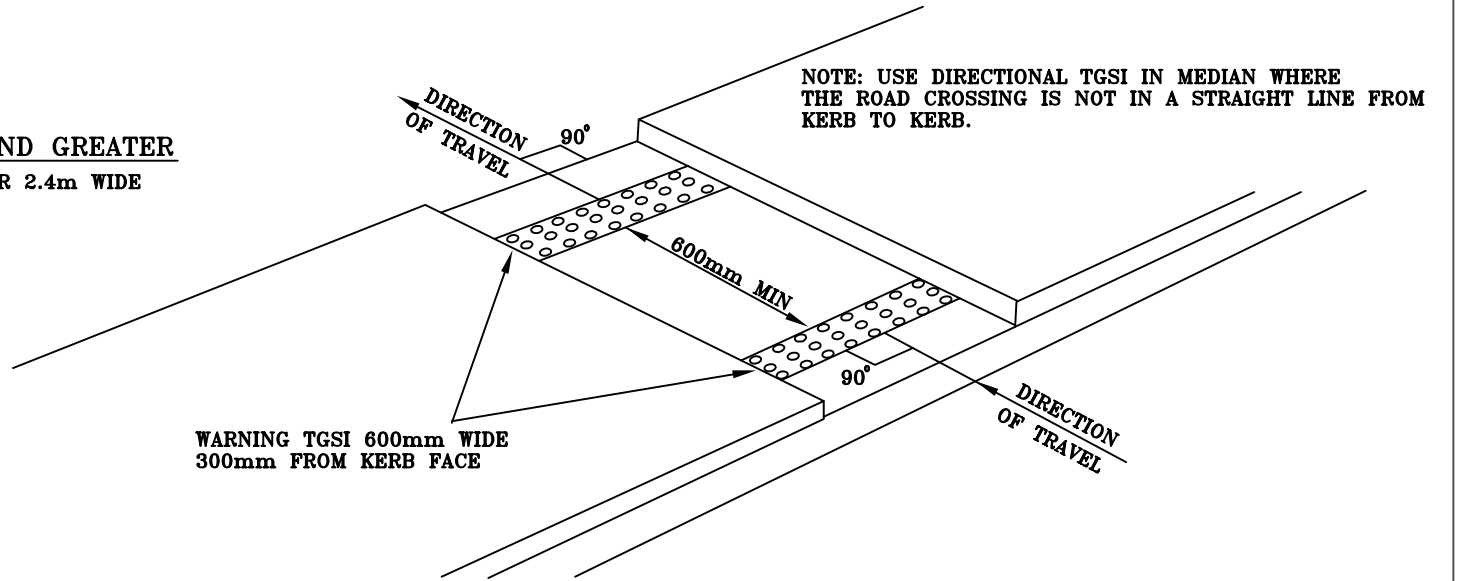 NOTE: USE DIRECTIONAL TGSI IN MEDIAN WHERE
THE ROAD CROSSING IS NOT IN A STRAIGHT LINE FROM
KERB TO KERB.
DIRECTION
OF TRAVEL
90°
ND GREATER
R 2.4m WIDE
600mm MIN
90°
DIRECTION
OF TRAVEL
WARNING TGSI 600mm WIDE
300mm FROM KERB FACE